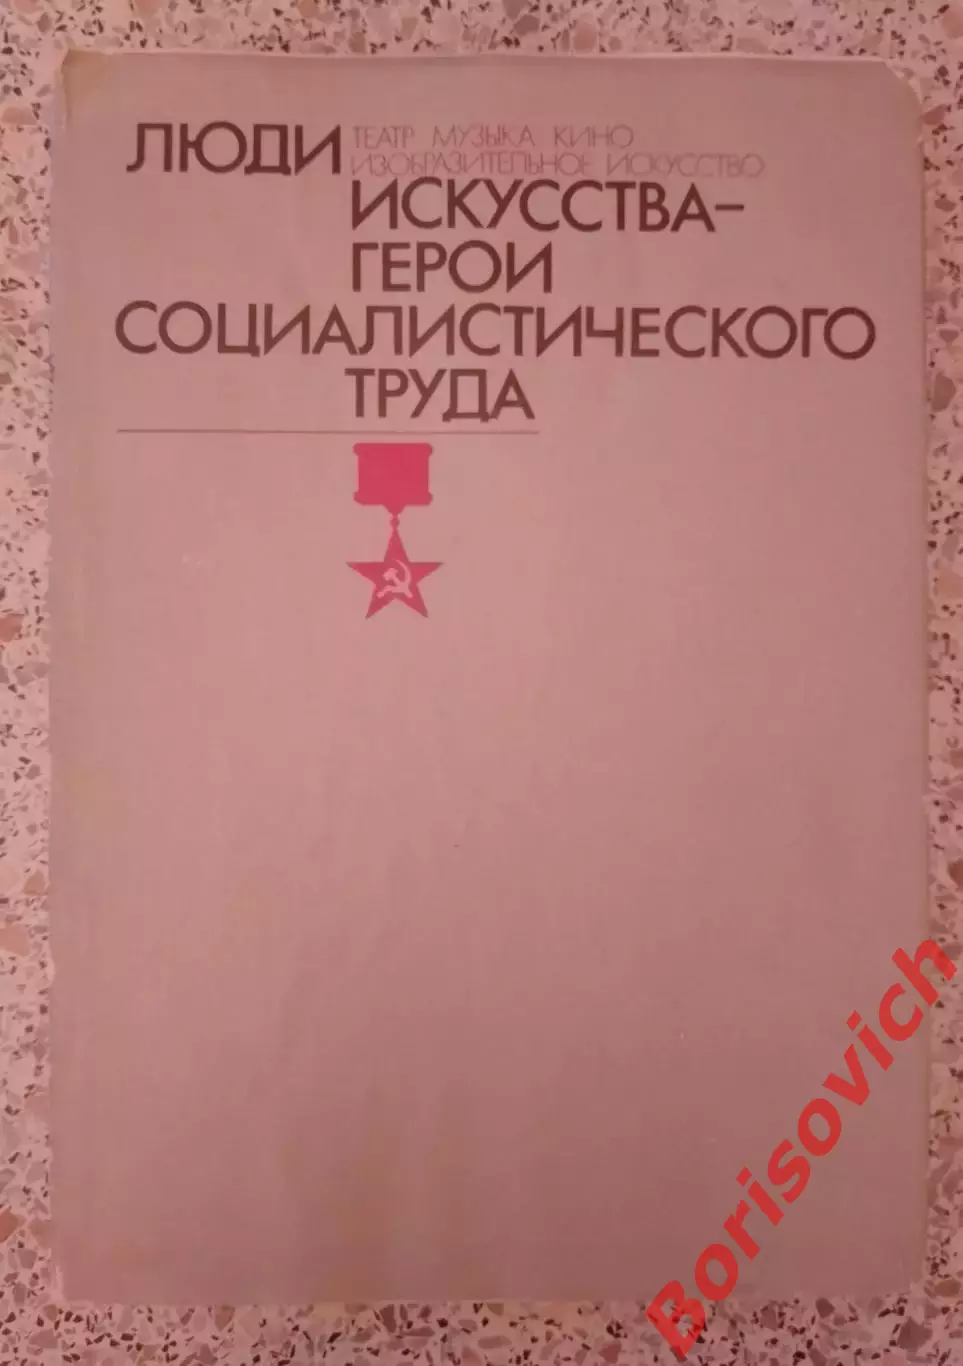 ЛЮДИ ТЕАТР МУЗЫКА КИНО
ИЗОБРАЗИТЕЛЬНОЕ ИСКУССТВО
ИСКУССТВА–
ГЕРОИ
СОЦИАЛИСТИЧЕСКОГО
ТРУДА
Borisovich